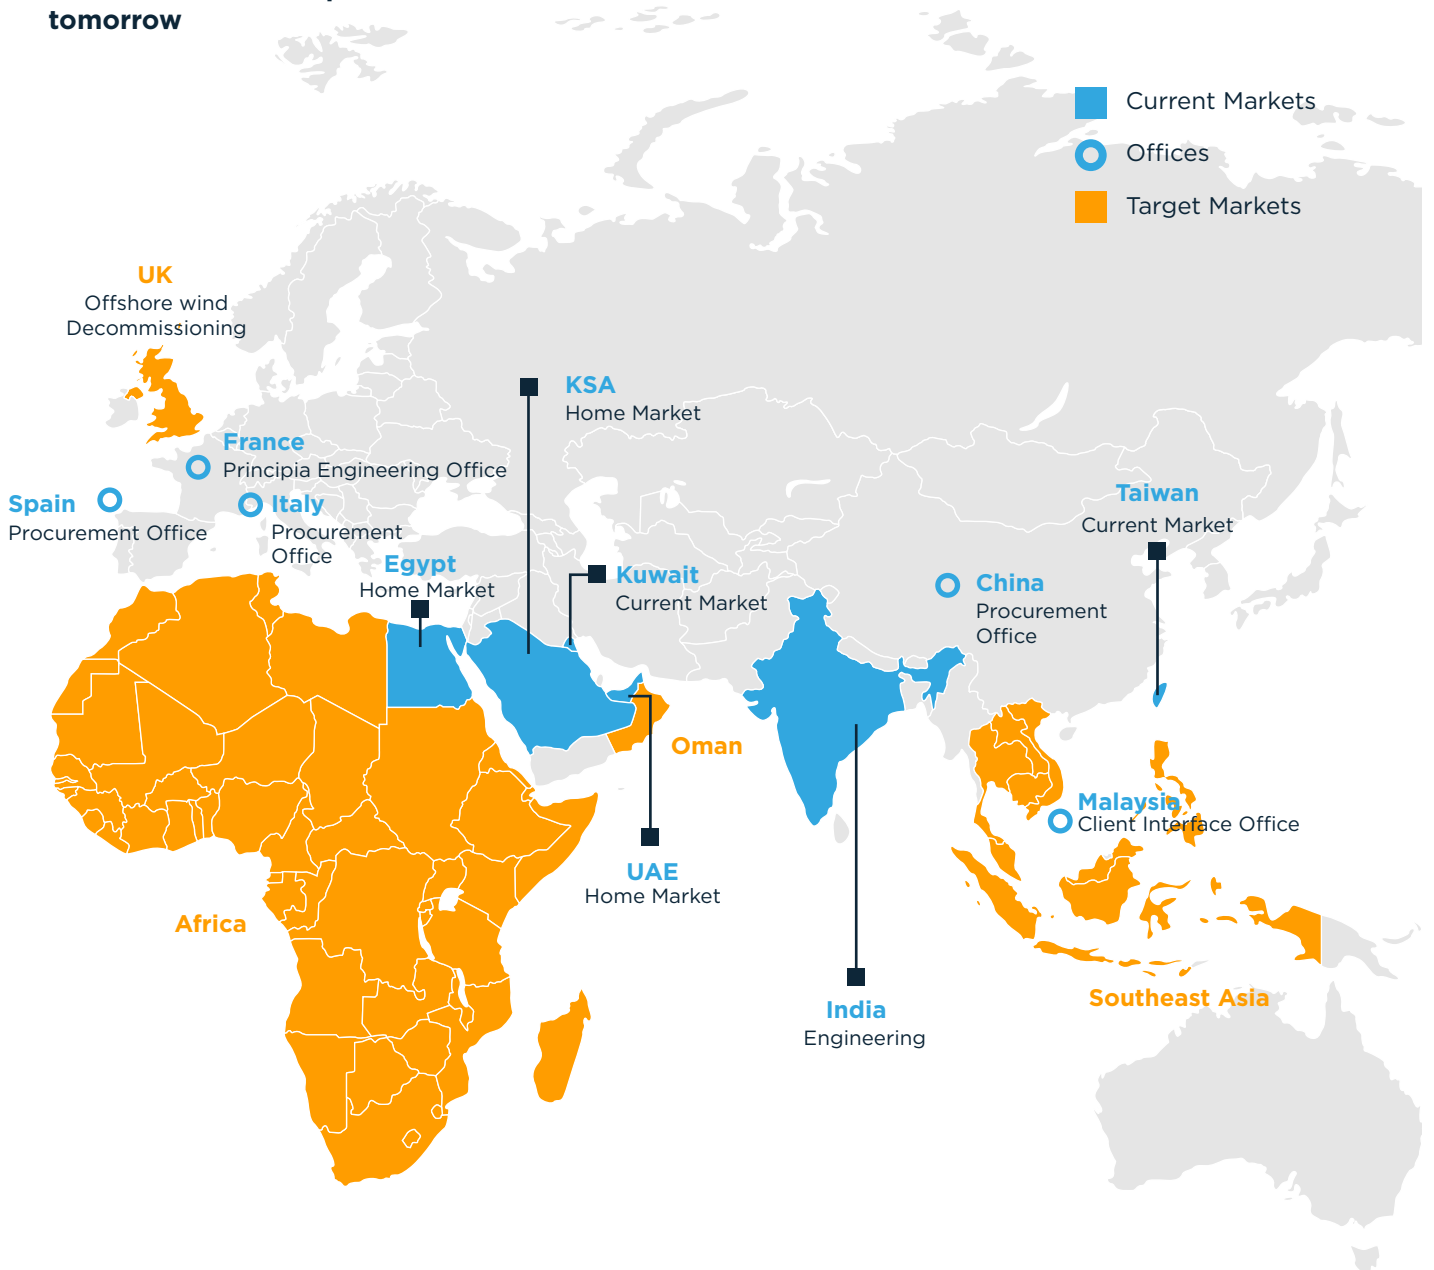 tomorrow
Current Markets
Offices
Target Markets
UK
Offshore wind
Decommissioning
KSA
Home Market
France
Principia Engineering Office
Spain
Procurement Office
Italy
Procurement
Office
Egypt
Home Market
Kuwait
Current Market
Taiwan
Current Market
China
Procurement
Office
Oman
Malaysia
Client Interface Office
UAE
Home Market
Africa
India
Engineering
Southeast Asia